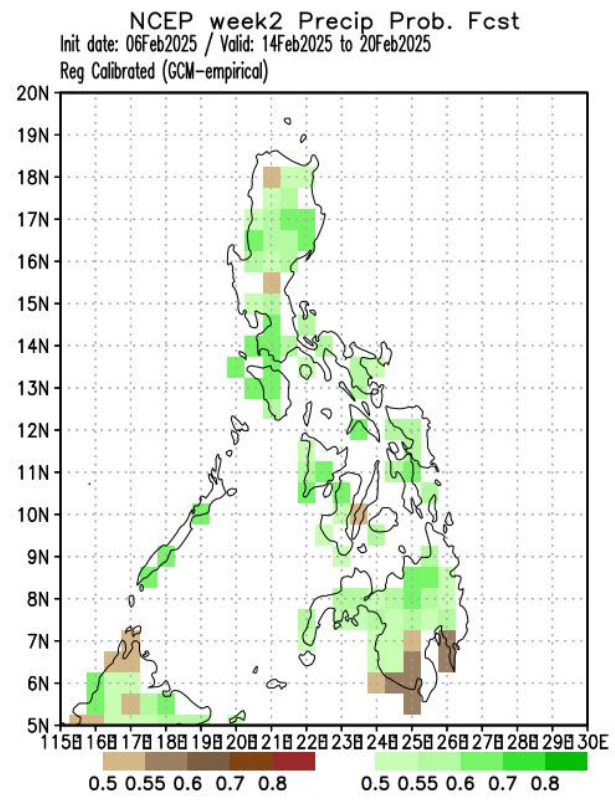 NCEP week2 Precip Prob. Fcst
Init date: 06Feb2025 / Valid: 14Feb2025 to 20Feb2025
Reg Calibrated (GCM-empirical)
20N
19N
18N
17N
16N
15N
14N
13N
12N
11N
10N
9N
8N
7N
6N
5N
115E 116E 117E 118E 119E 120E 121E 122E 123E 124E 125E 126E 127E 128E 129E 130E
0.5 0.55 0.6 0.7 0.8 0.5 0.55 0.6 0.7 0.8